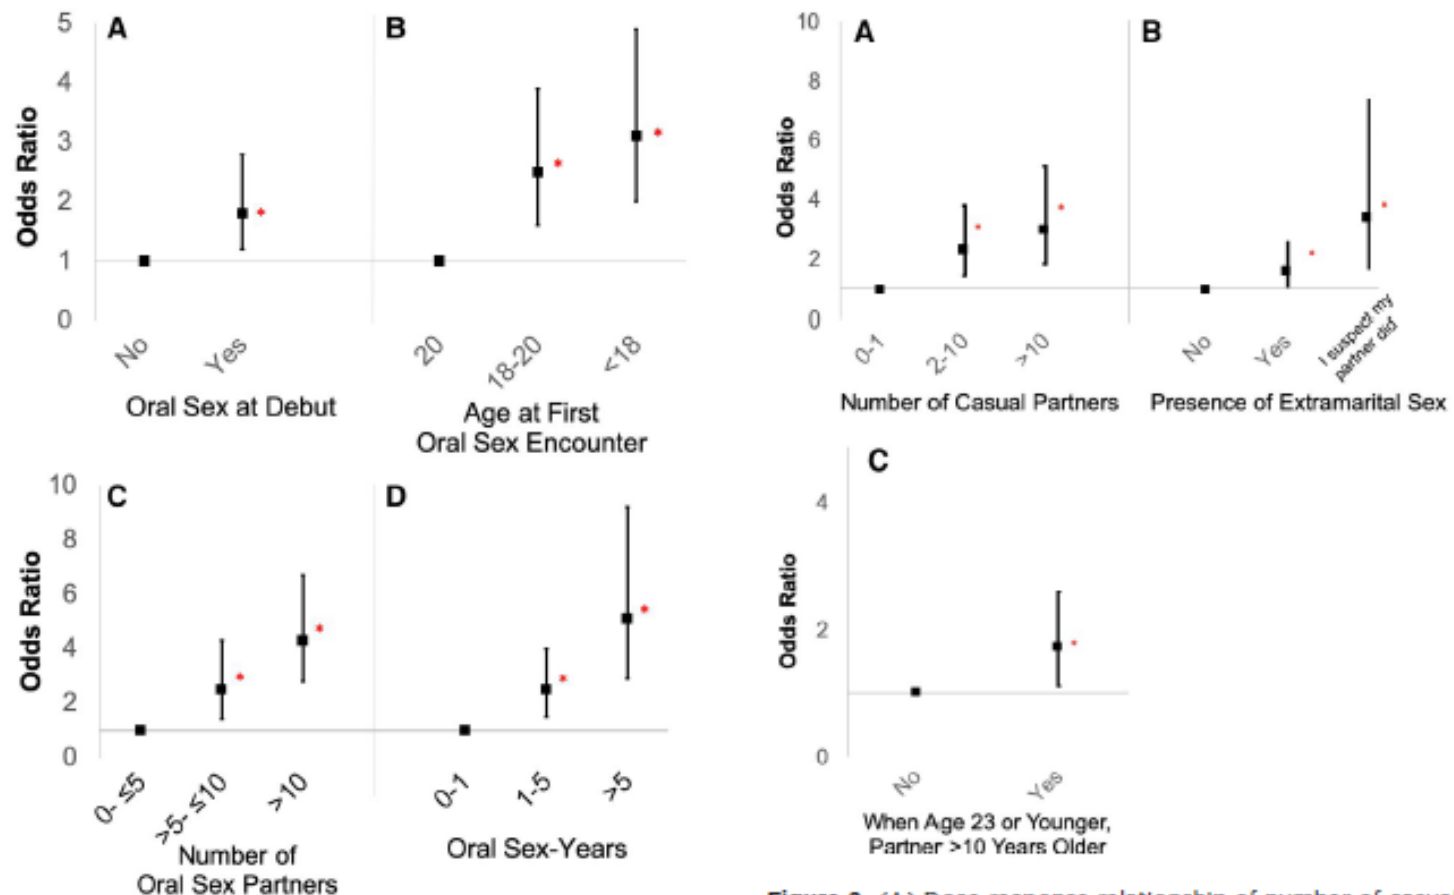 A
B
5
4
3
2
1
0
Odds Ratio
*
*
*
No
Yes
20
18-20
<18
Oral Sex at Debut
Age at First
Oral Sex Encounter
C
D
10
8
6
4
2
0
Odds Ratio
*
*
*
*
0- ≤5
>5- ≤10
>10
0-1
1-5
>5
Number of
Oral Sex Partners
Oral Sex-Years
A
B
10
8
6
4
2
0
Odds Ratio
*
*
*
*
0-1
2-10
>10
No
Yes
I suspect my
partner did
Number of Casual Partners
Presence of Extramarital Sex
C
4
2
0
Odds Ratio
*
No
Yes
When Age 23 or Younger,
Partner >10 Years Older